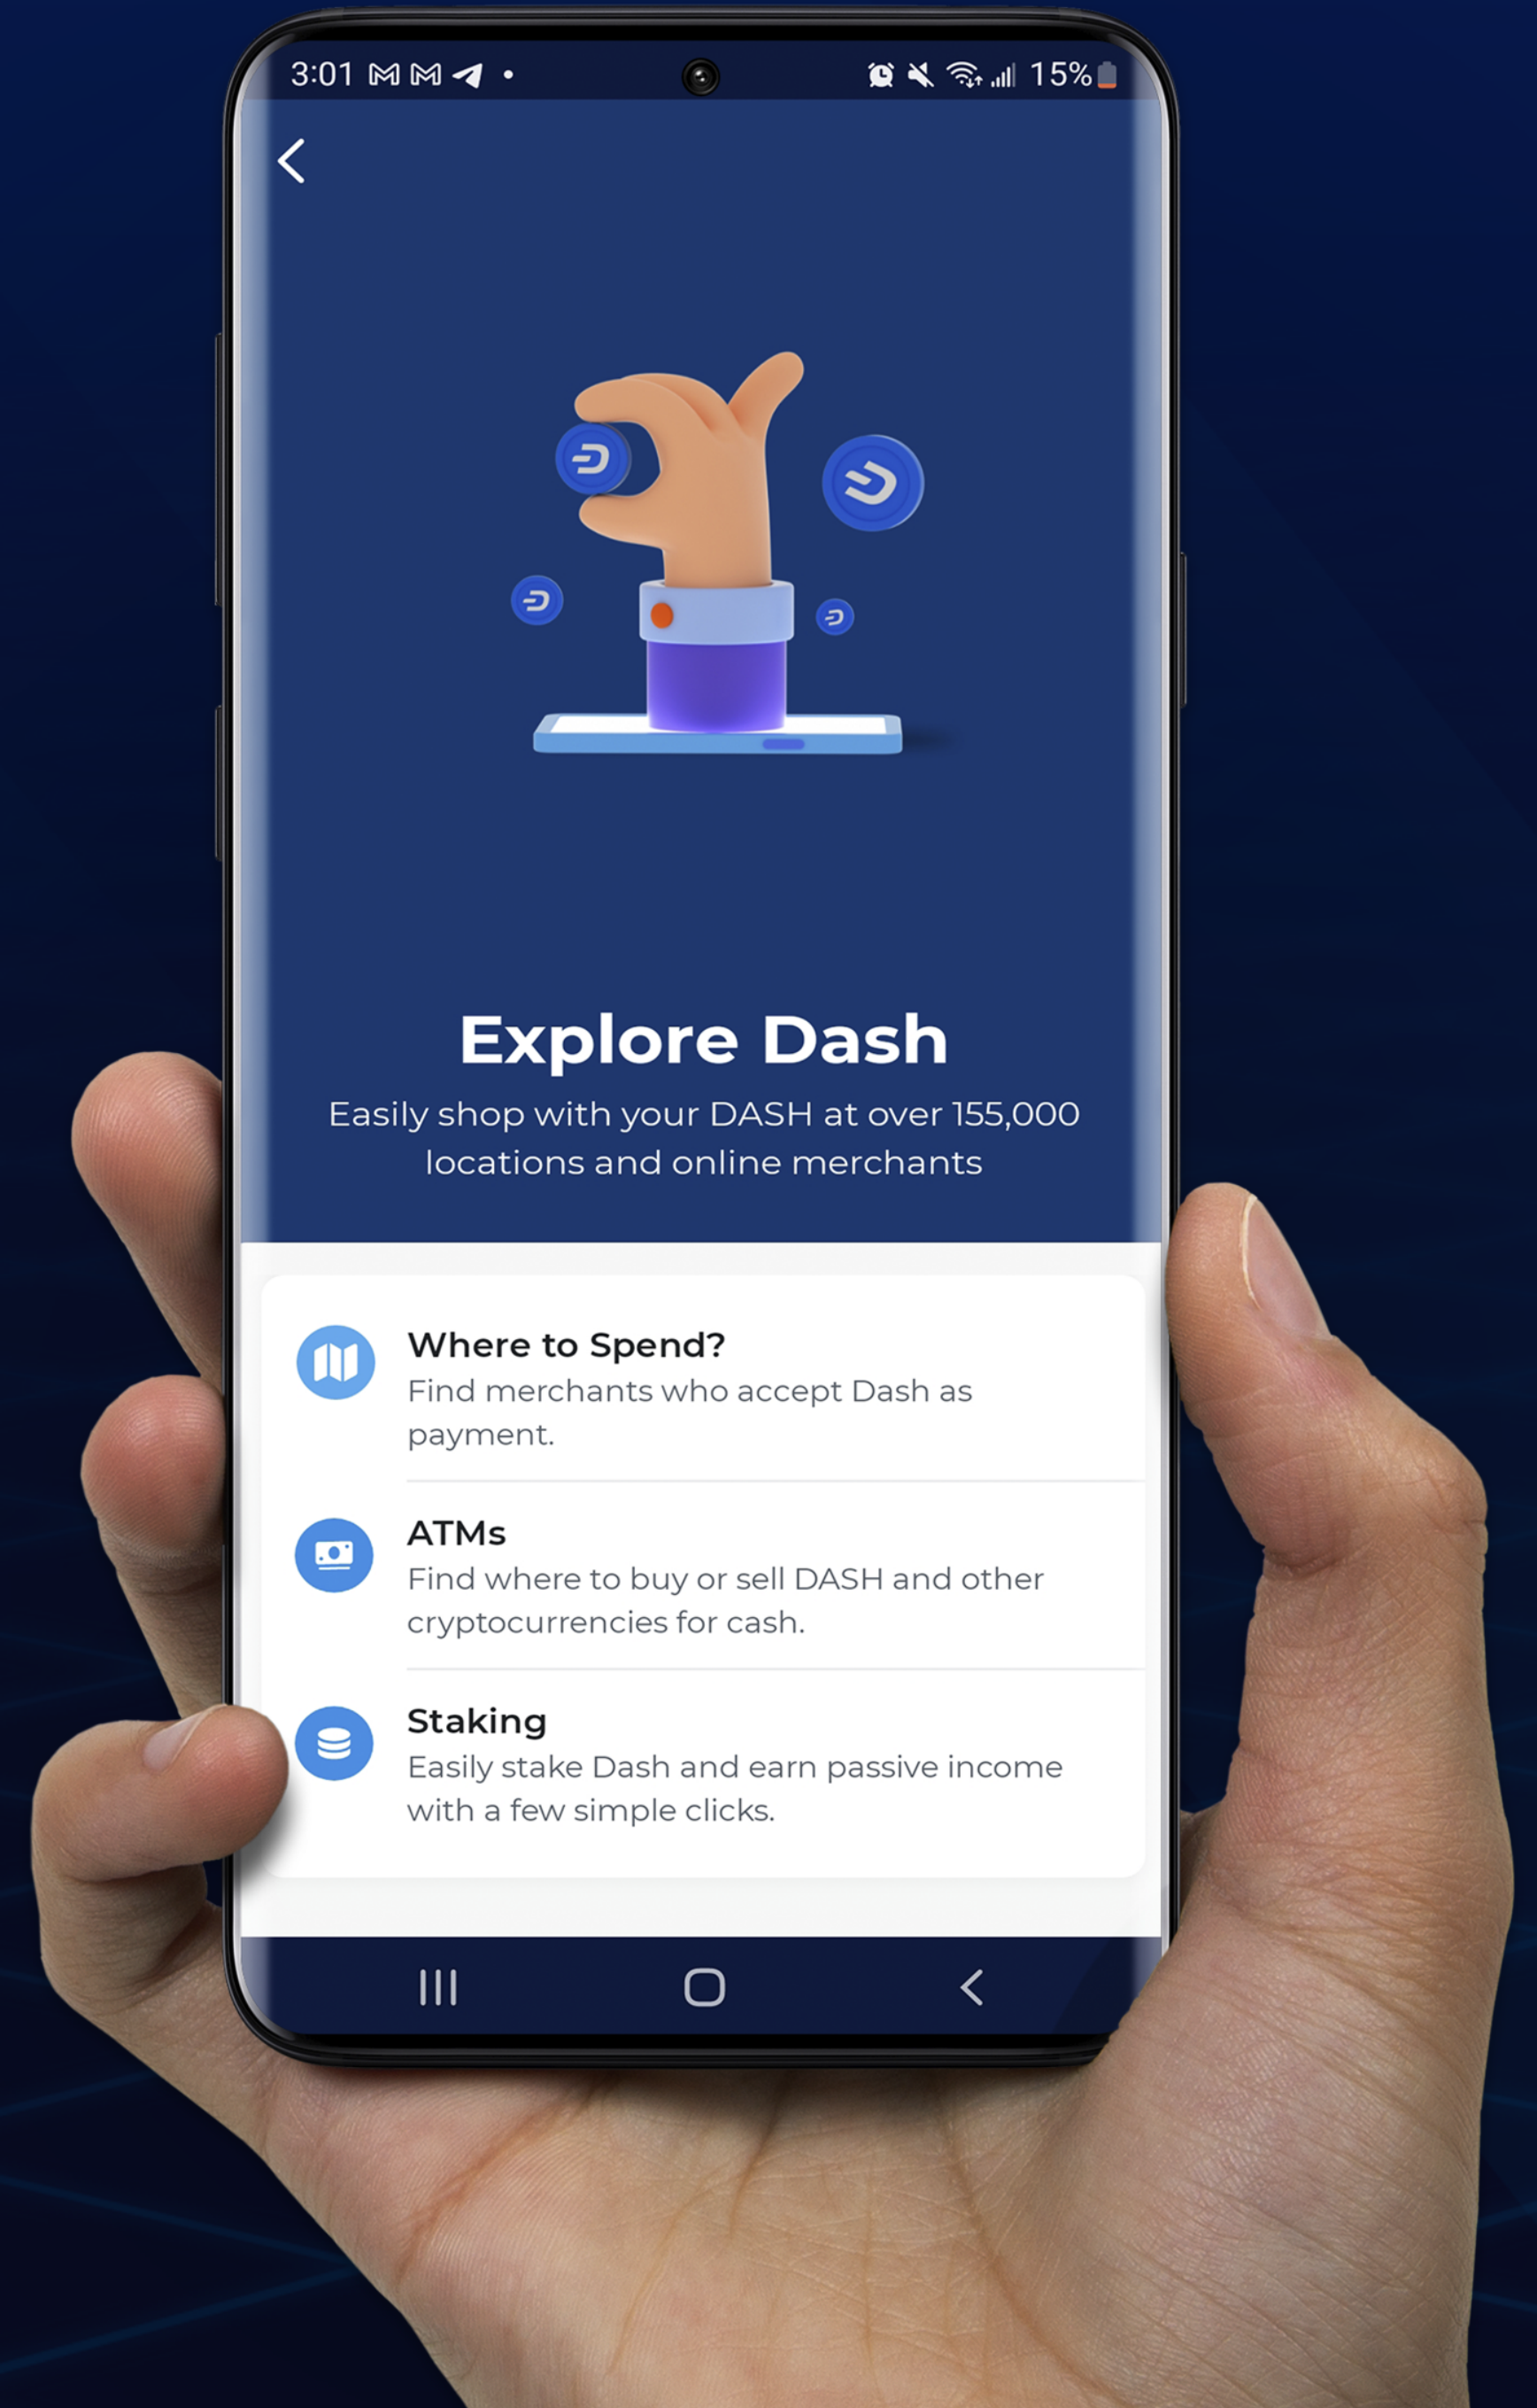 3:01
15%
Explore Dash
Easily shop with your DASH at over 155,000
locations and online merchants
Where to Spend?
Find merchants who accept Dash as
payment.
ATMs
Find where to buy or sell DASH and other
cryptocurrencies for cash.
Staking
Easily stake Dash and earn passive income
with a few simple clicks.